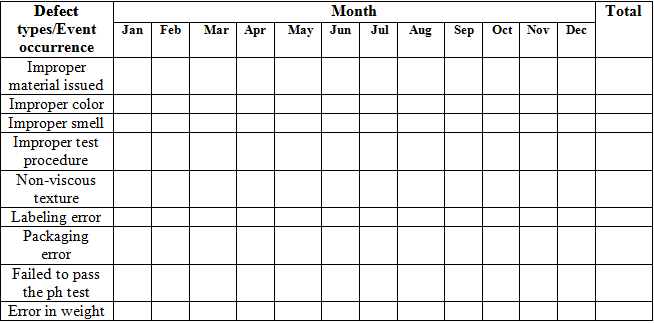 Defect
types/Event
occurrence
Month
Total
Jan Feb Mar Apr May Jun Jul Aug Sep Oct Nov Dec
Improper
material issued
Improper color
Improper smell
Improper test
procedure
Non-viscous
texture
Labeling error
Packaging
error
Failed to pass
the ph test
Error in weight